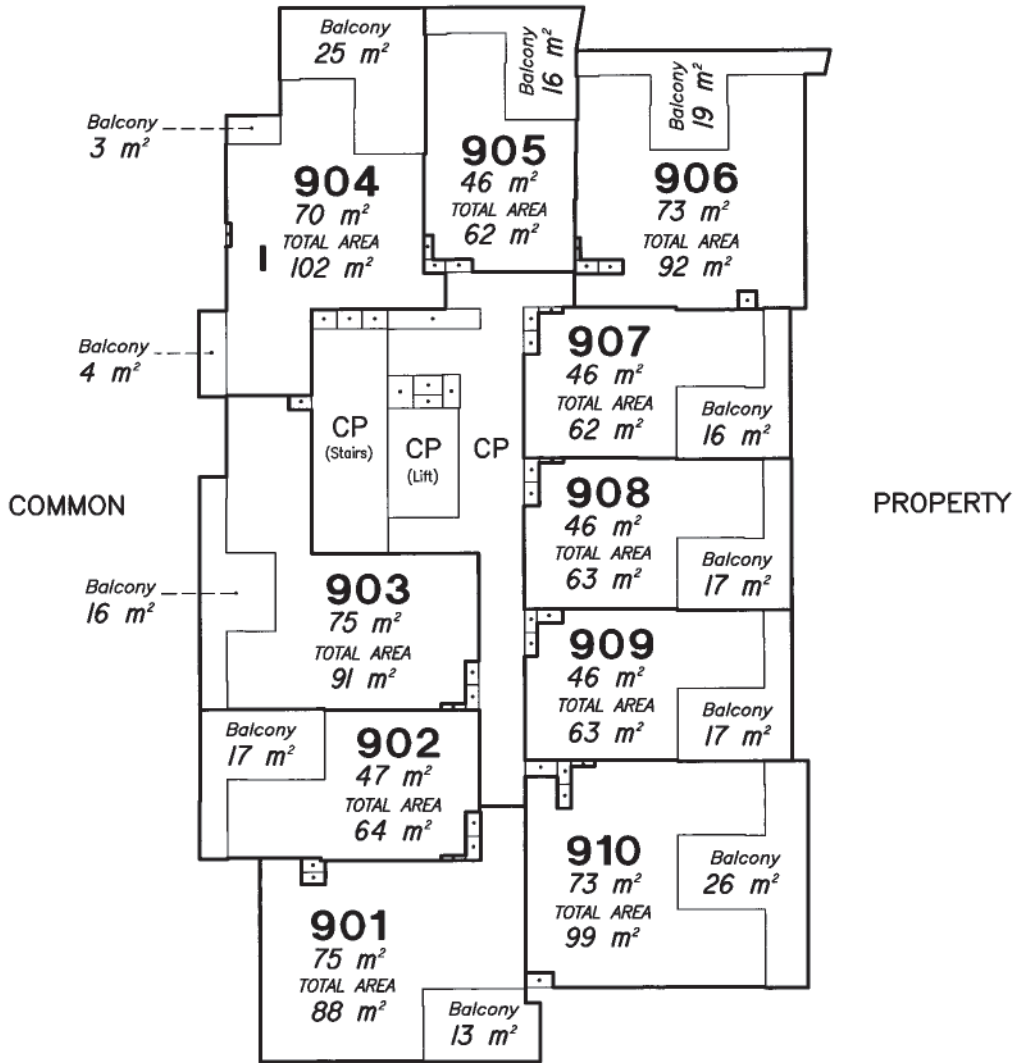 Balcony
25 m²
Balcony
16 m²
Balcony
19 m²
Balcony
3 m²
904
70 m²
TOTAL AREA
102 m²
905
46 m²
TOTAL AREA
62 m²
906
73 m²
TOTAL AREA
92 m²
Balcony
4 m²
907
46 m²
TOTAL AREA
62 m²
Balcony
16 m²
CP
(Stairs)
CP
(Lift)
CP
COMMON
PROPERTY
908
46 m²
TOTAL AREA
63 m²
Balcony
17 m²
Balcony
16 m²
903
75 m²
TOTAL AREA
91 m²
909
46 m²
TOTAL AREA
63 m²
Balcony
17 m²
Balcony
17 m²
902
47 m²
TOTAL AREA
64 m²
910
73 m²
TOTAL AREA
99 m²
Balcony
26 m²
901
75 m²
TOTAL AREA
88 m²
Balcony
13 m²